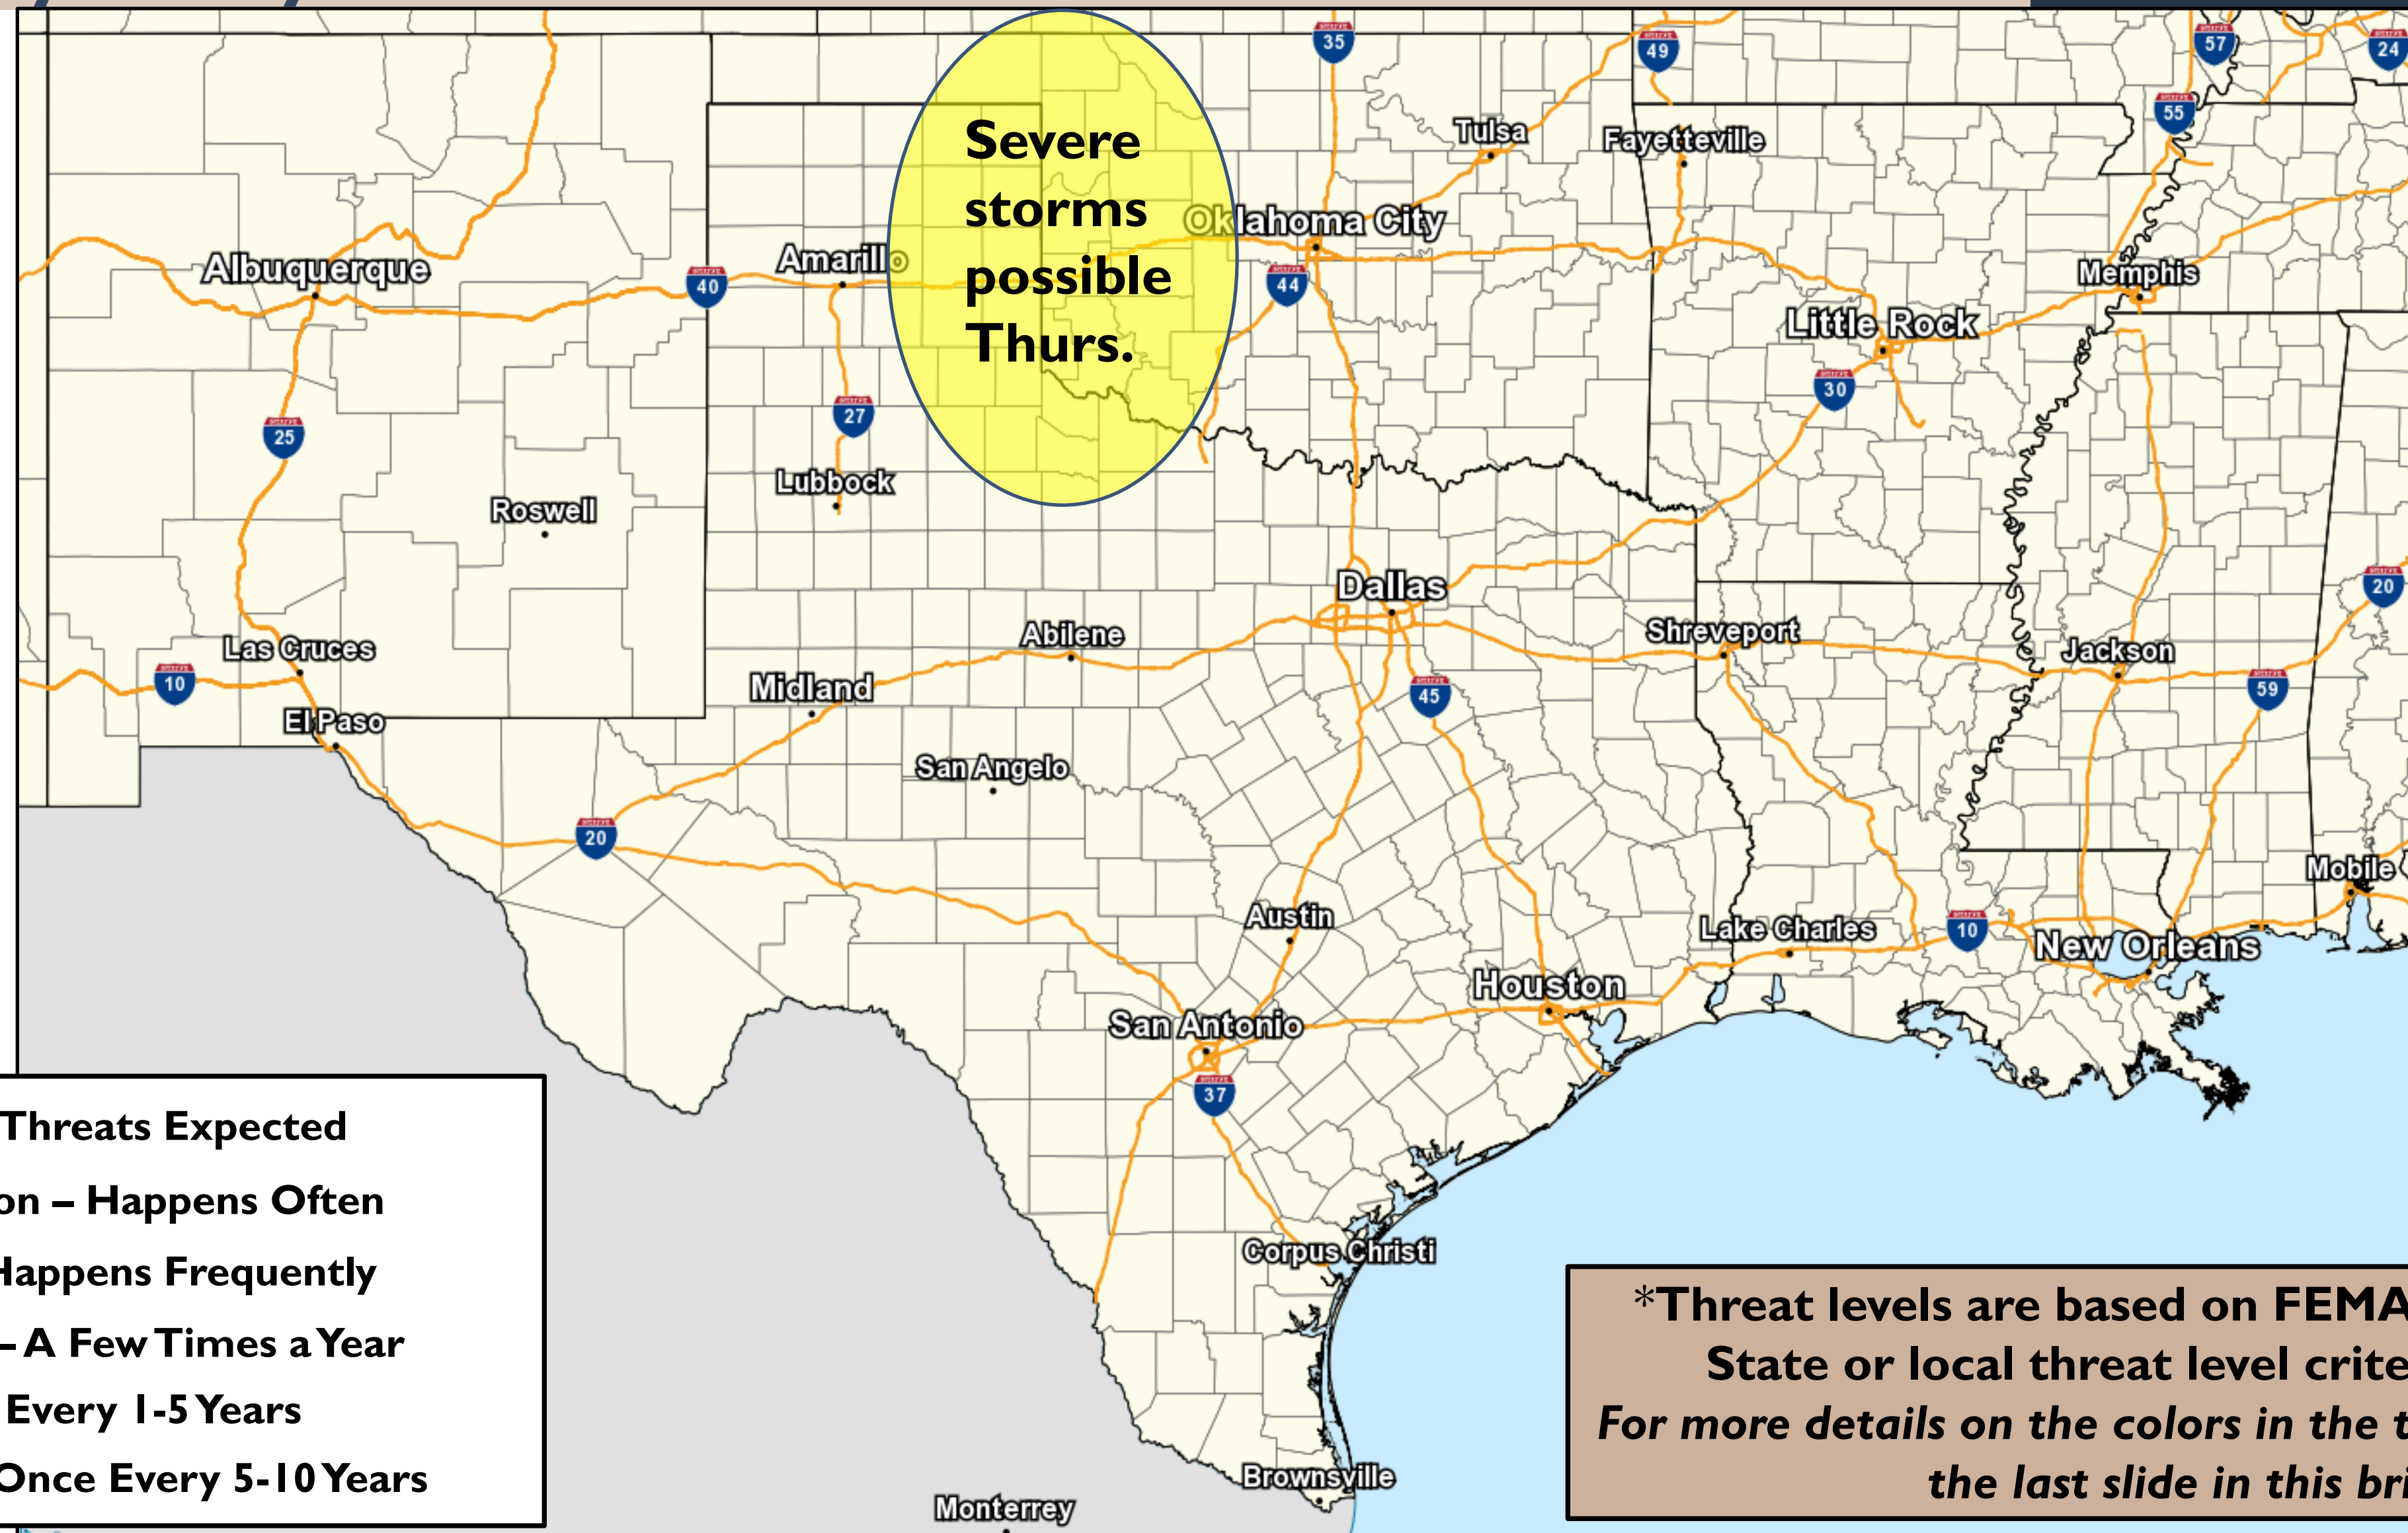 35
49
57
24
55
Severe
storms
possible
Thurs.
Tulsa
Fayetteville
Oklahoma City
Albuquerque
Amarillo
40
44
Memphis
Little Rock
30
25
27
Lubbock
Roswell
Dallas
20
Las Cruces
Abilene
Shreveport
Jackson
10
Midland
45
59
El Paso
San Angelo
20
Mobile
Austin
Lake Charles
10
New Orleans
Houston
San Antonio
37
Corpus Christi
Brownsville
Monterrey
Threats Expected
on – Happens Often
Happens Frequently
– A Few Times a Year
Every 1-5 Years
Once Every 5-10 Years
*Threat levels are based on FEMA
State or local threat level crite
For more details on the colors in the t
the last slide in this bri